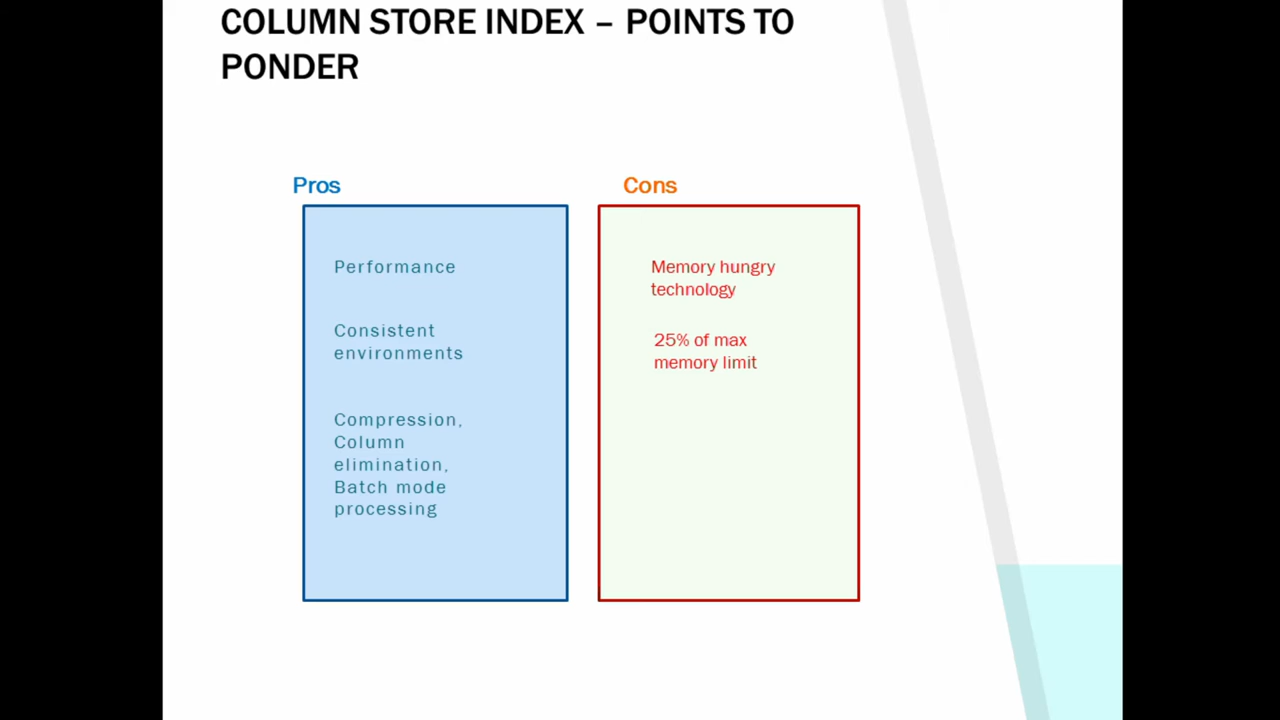 COLUMN STORE INDEX – POINTS TO
PONDER
Pros
Performance
Consistent
environments
Compression,
Column
elimination,
Batch mode
processing
Cons
Memory hungry
technology
25% of max
memory limit